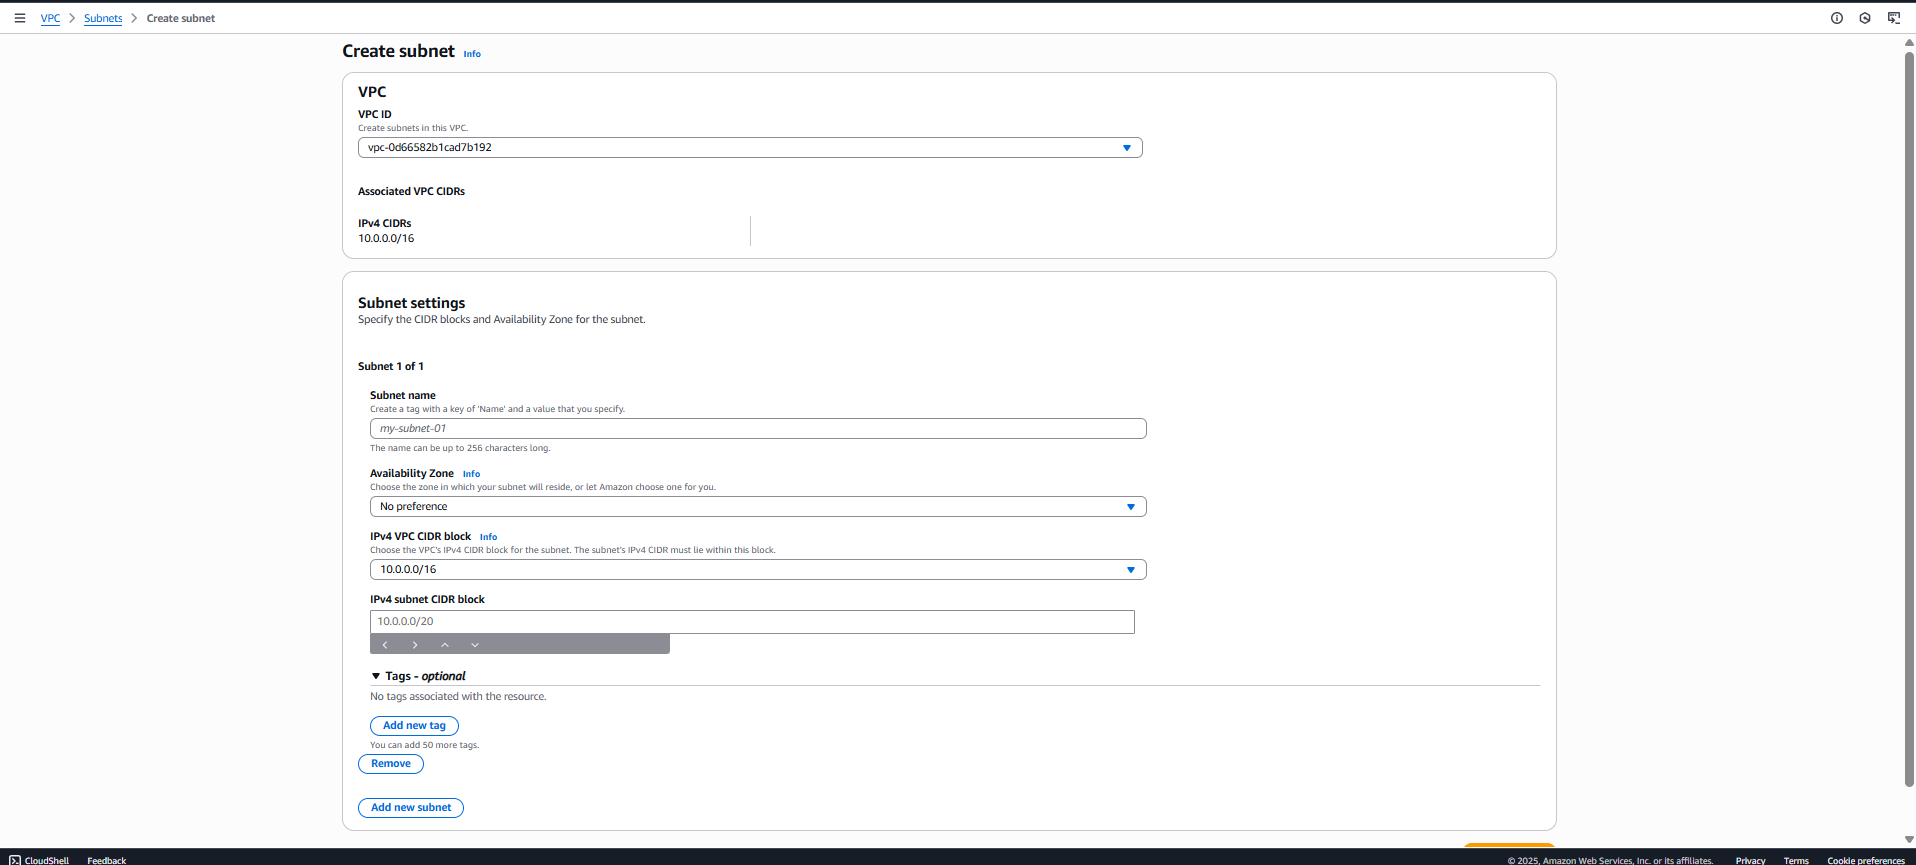 VPC > Subnets > Create subnet
Create subnet Info
VPC
VPC ID
Create subnets in this VPC.
vpc-0d66582b1cad7b192
Associated VPC CIDRs
IPv4 CIDRs
10.0.0.0/16
Subnet settings
Specify the CIDR blocks and Availability Zone for the subnet.
Subnet 1 of 1
Subnet name
Create a tag with a key of 'Name' and a value that you specify.
my-subnet-01
The name can be up to 256 characters long.
Availability Zone Info
Choose the zone in which your subnet will reside, or let Amazon choose one for you.
No preference
IPv4 VPC CIDR block Info
Choose the VPC's IPv4 CIDR block for the subnet. The subnet's IPv4 CIDR must lie within this block.
10.0.0.0/16
IPv4 subnet CIDR block
10.0.0.0/20
Tags - optional
No tags associated with the resource.
Add new tag
You can add 50 more tags.
Remove
Add new subnet
CloudShell Feedback © 2025, Amazon Web Services, Inc. or its affiliates. Privacy Terms Cookie preferences